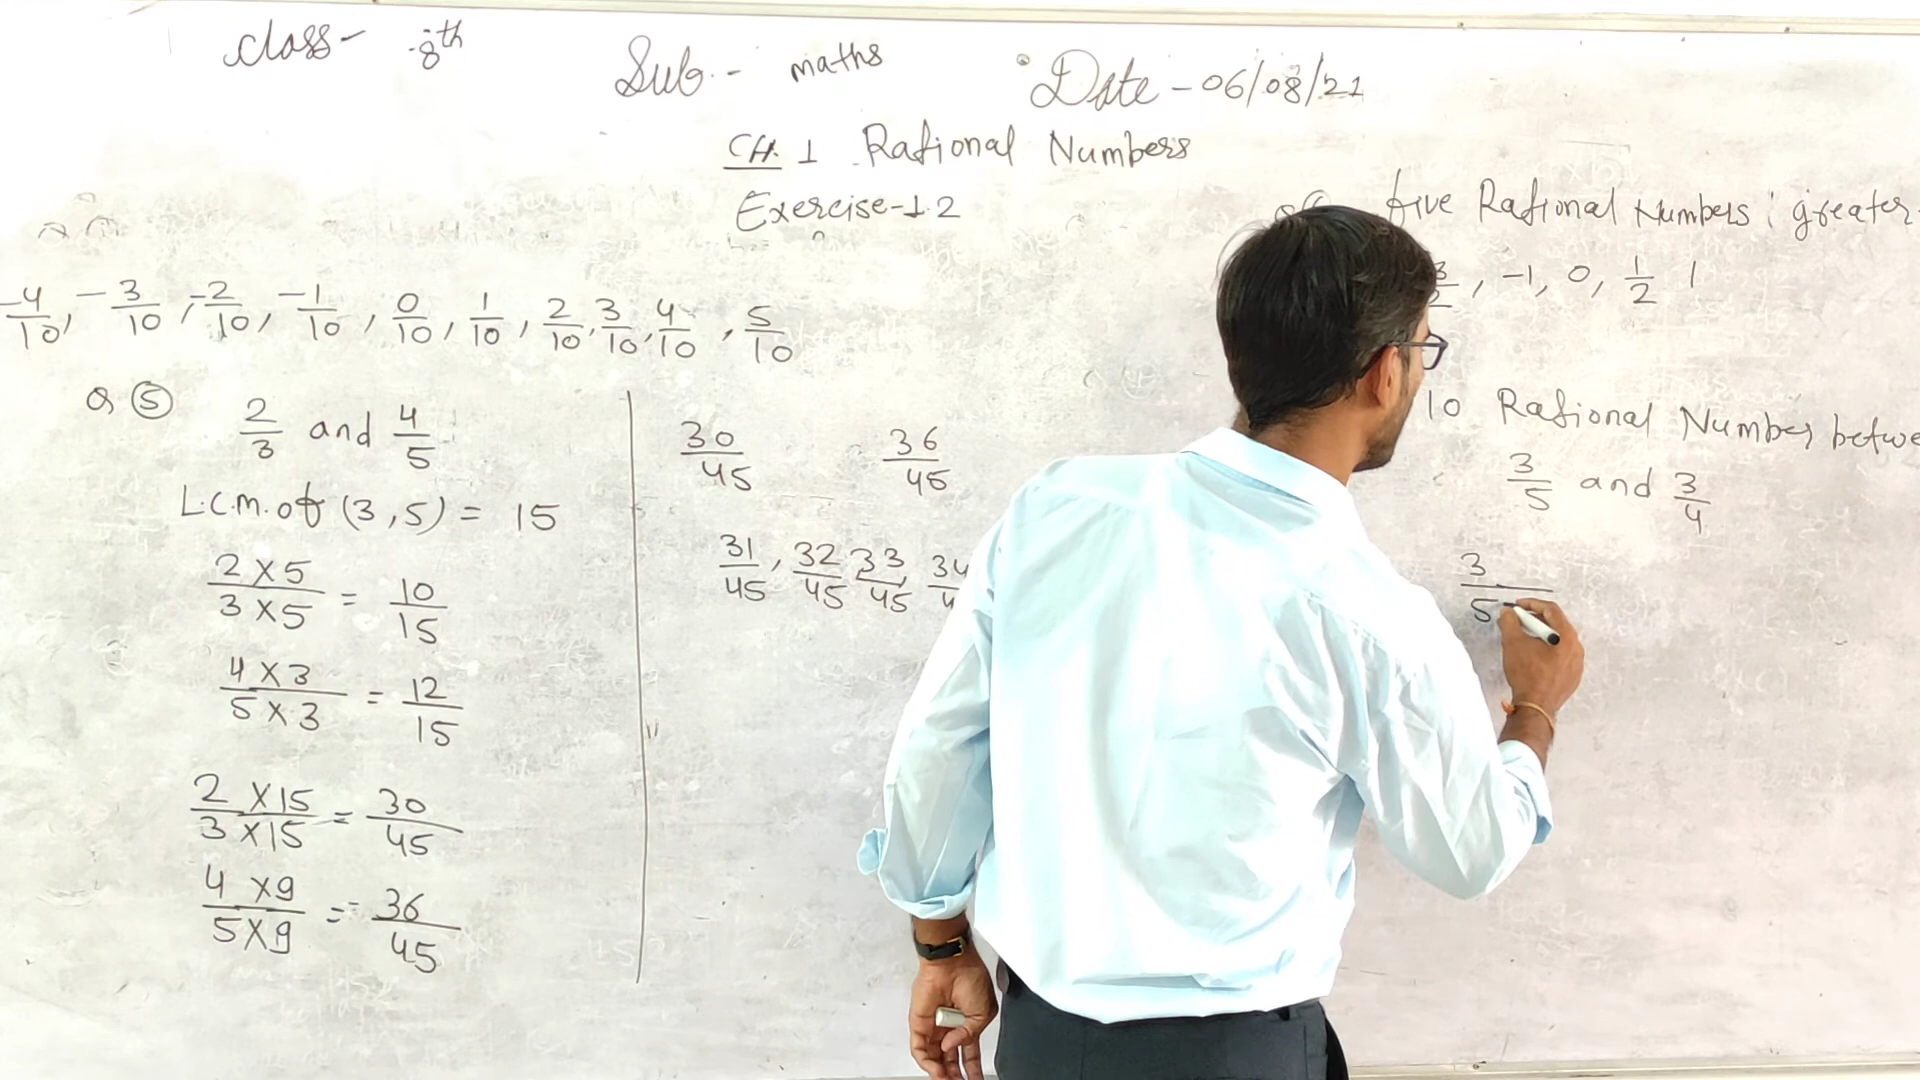 class- 8th
Sub.- maths
Date-06/08/21
CH. 1 Rational Numbers
Exercise-1.2
-4/10, -3/10, -2/10, -1/10, 0/10, 1/10, 2/10, 3/10, 4/10, 5/10
Q ⑤ 2/3 and 4/5
L.C.M. of (3,5) = 15
2 X 5 / 3 X 5 = 10/15
4 X 3 / 5 X 3 = 12/15
2 X 15 / 3 X 15 = 30/45
4 X 9 / 5 X 9 = 36/45
30/45 36/45
31/45, 32/45 33/45, 34
five Rational Numbers greater
, -1, 0, 1/2 1
10 Rational Number betwe
3/5 and 3/4
3/5